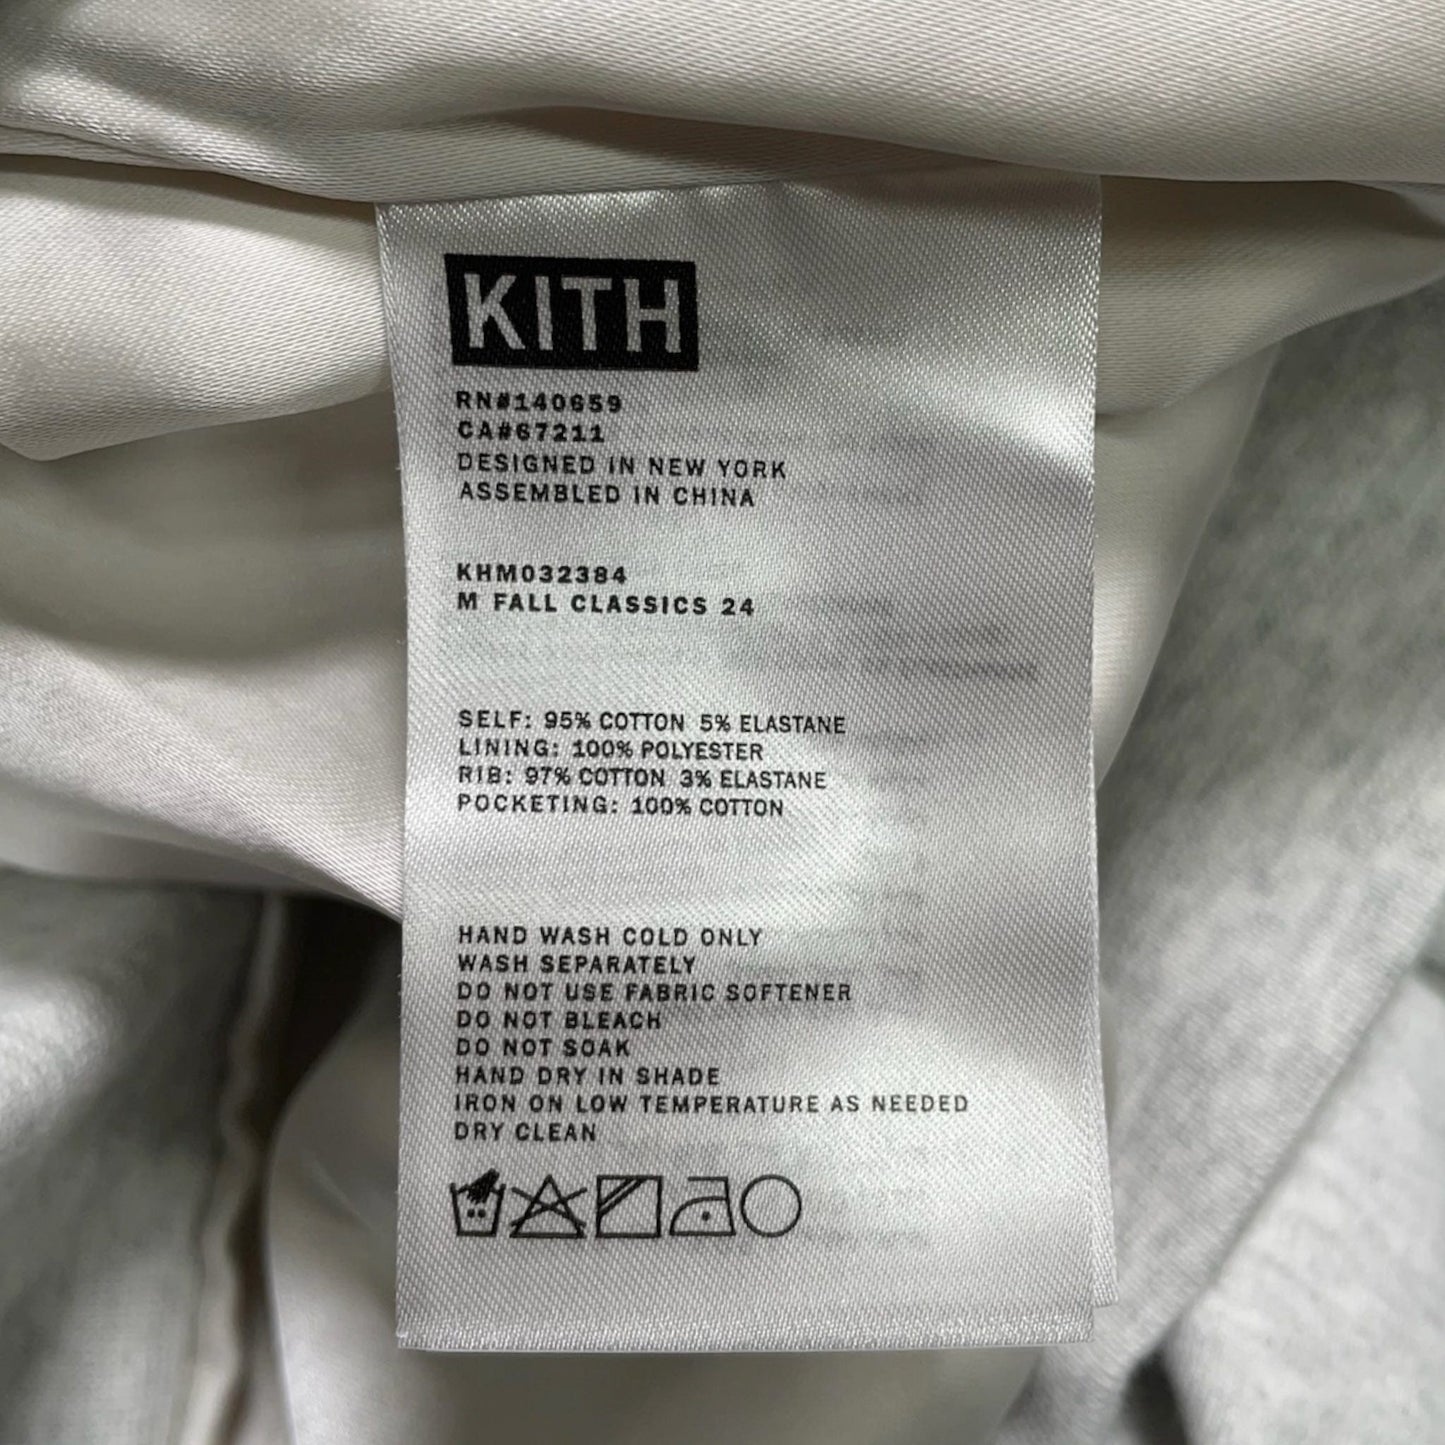 KITH
RN#140659
CA#67211
DESIGNED IN NEW YORK
ASSEMBLED IN CHINA
KHM032384
M FALL CLASSICS 24
SELF: 95% COTTON 5% ELASTANE
LINING: 100% POLYESTER
RIB: 97% COTTON 3% ELASTANE
POCKETING: 100% COTTON
HAND WASH COLD ONLY
WASH SEPARATELY
DO NOT USE FABRIC SOFTENER
DO NOT BLEACH
DO NOT SOAK
HAND DRY IN SHADE
IRON ON LOW TEMPERATURE AS NEEDED
DRY CLEAN